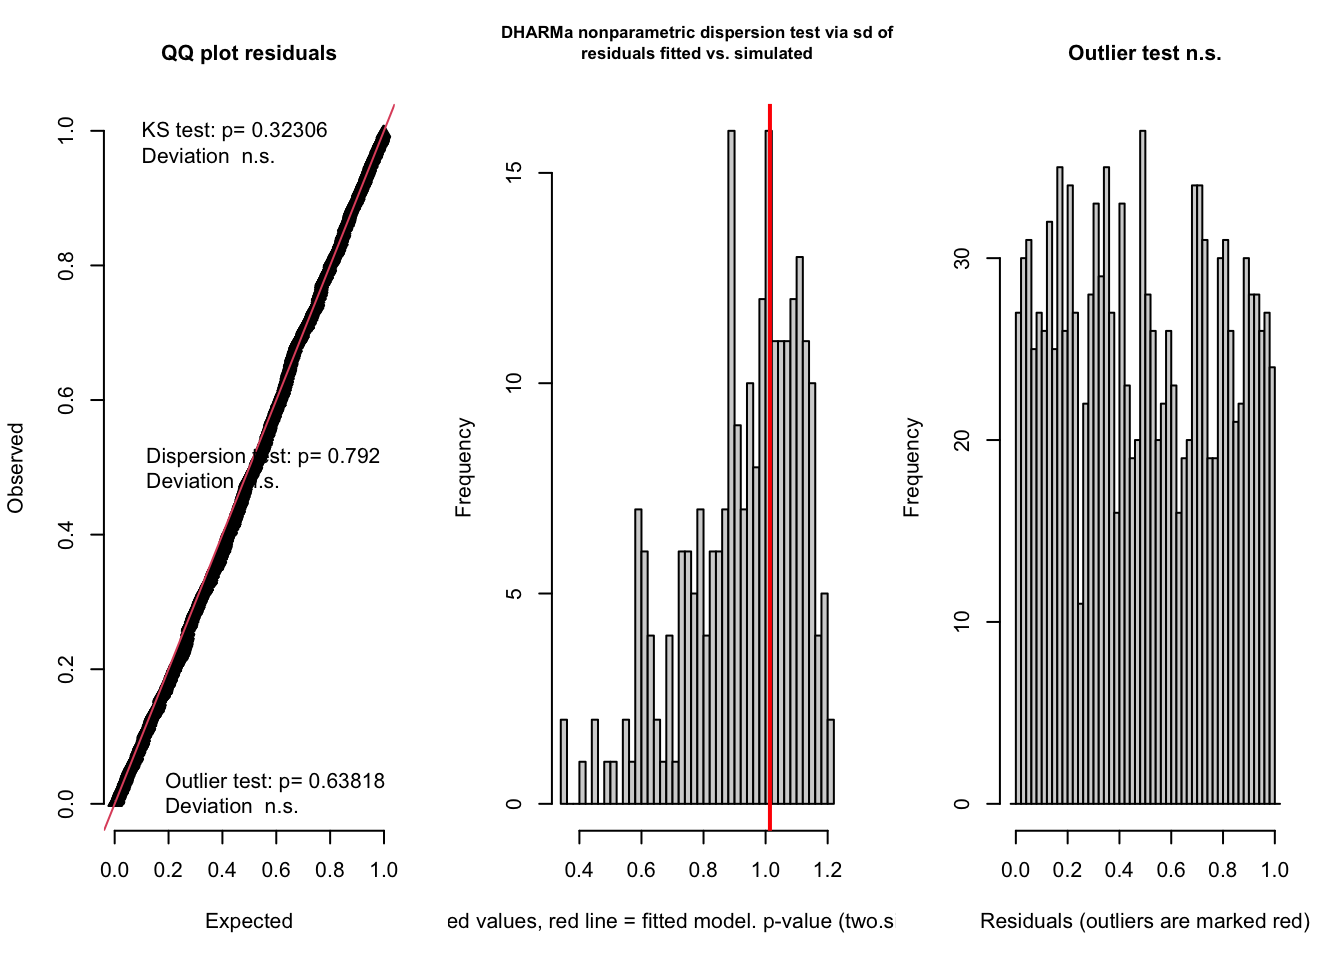 QQ plot residuals
KS test: p= 0.32306
Deviation  n.s.
Dispersion test: p= 0.792
Deviation  n.s.
Outlier test: p= 0.63818
Deviation  n.s.
Observed
0.0 0.2 0.4 0.6 0.8 1.0
0.0 0.2 0.4 0.6 0.8 1.0
Expected
DHARMa nonparametric dispersion test via sd of
residuals fitted vs. simulated
Frequency
0 5 10 15
0.4 0.6 0.8 1.0 1.2
ed values, red line = fitted model. p-value (two.s
Outlier test n.s.
Frequency
0 10 20 30
0.0 0.2 0.4 0.6 0.8 1.0
Residuals (outliers are marked red)